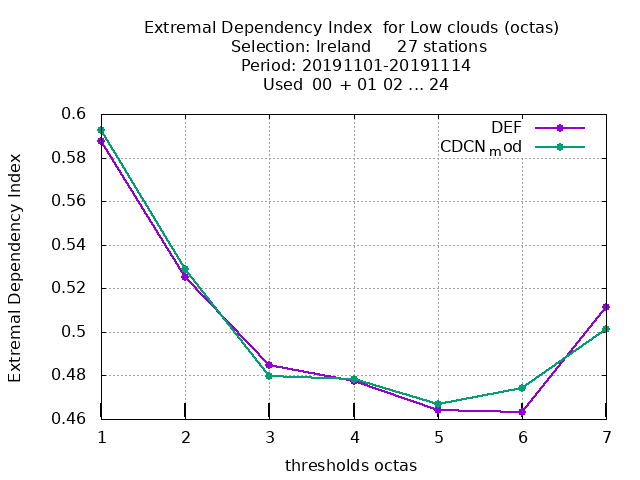 Extremal Dependency Index  for Low clouds (octas)
Selection: Ireland     27 stations
Period: 20191101-20191114
Used  00 + 01 02 ... 24
DEF
CDCNmod
0.6
0.58
0.56
0.54
0.52
0.5
0.48
0.46
Extremal Dependency Index
1 2 3 4 5 6 7
thresholds octas